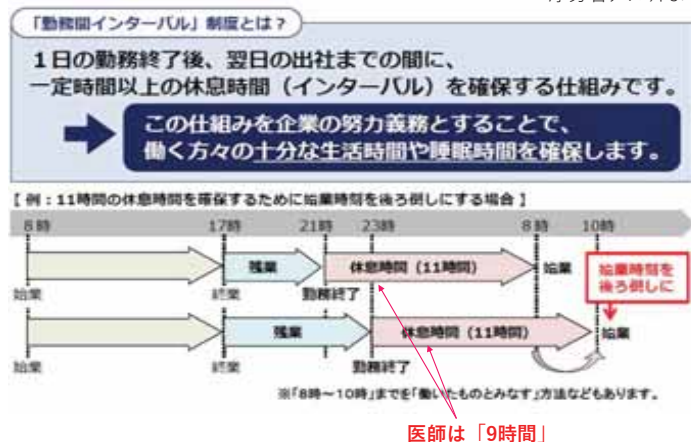 「勤務間インターバル」制度とは？
１日の勤務終了後、翌日の出社までの間に、
一定時間以上の休息時間（インターバル）を確保する仕組みです。
この仕組みを企業の努力義務とすることで、
働く方々の十分な生活時間や睡眠時間を確保します。
【 例：11時間の休息時間を確保するために始業時刻を後ろ倒しにする場合 】
8時 17時 21時 23時 8時 10時
残業 休息時間（11時間） 始業 始業時刻を
後ろ倒しに
始業 終業 勤務終了
残業 休息時間（11時間） 始業
始業 終業 勤務終了
※「8時～10時」までを「働いたものとみなす」方法などもあります。
医師は「9時間」